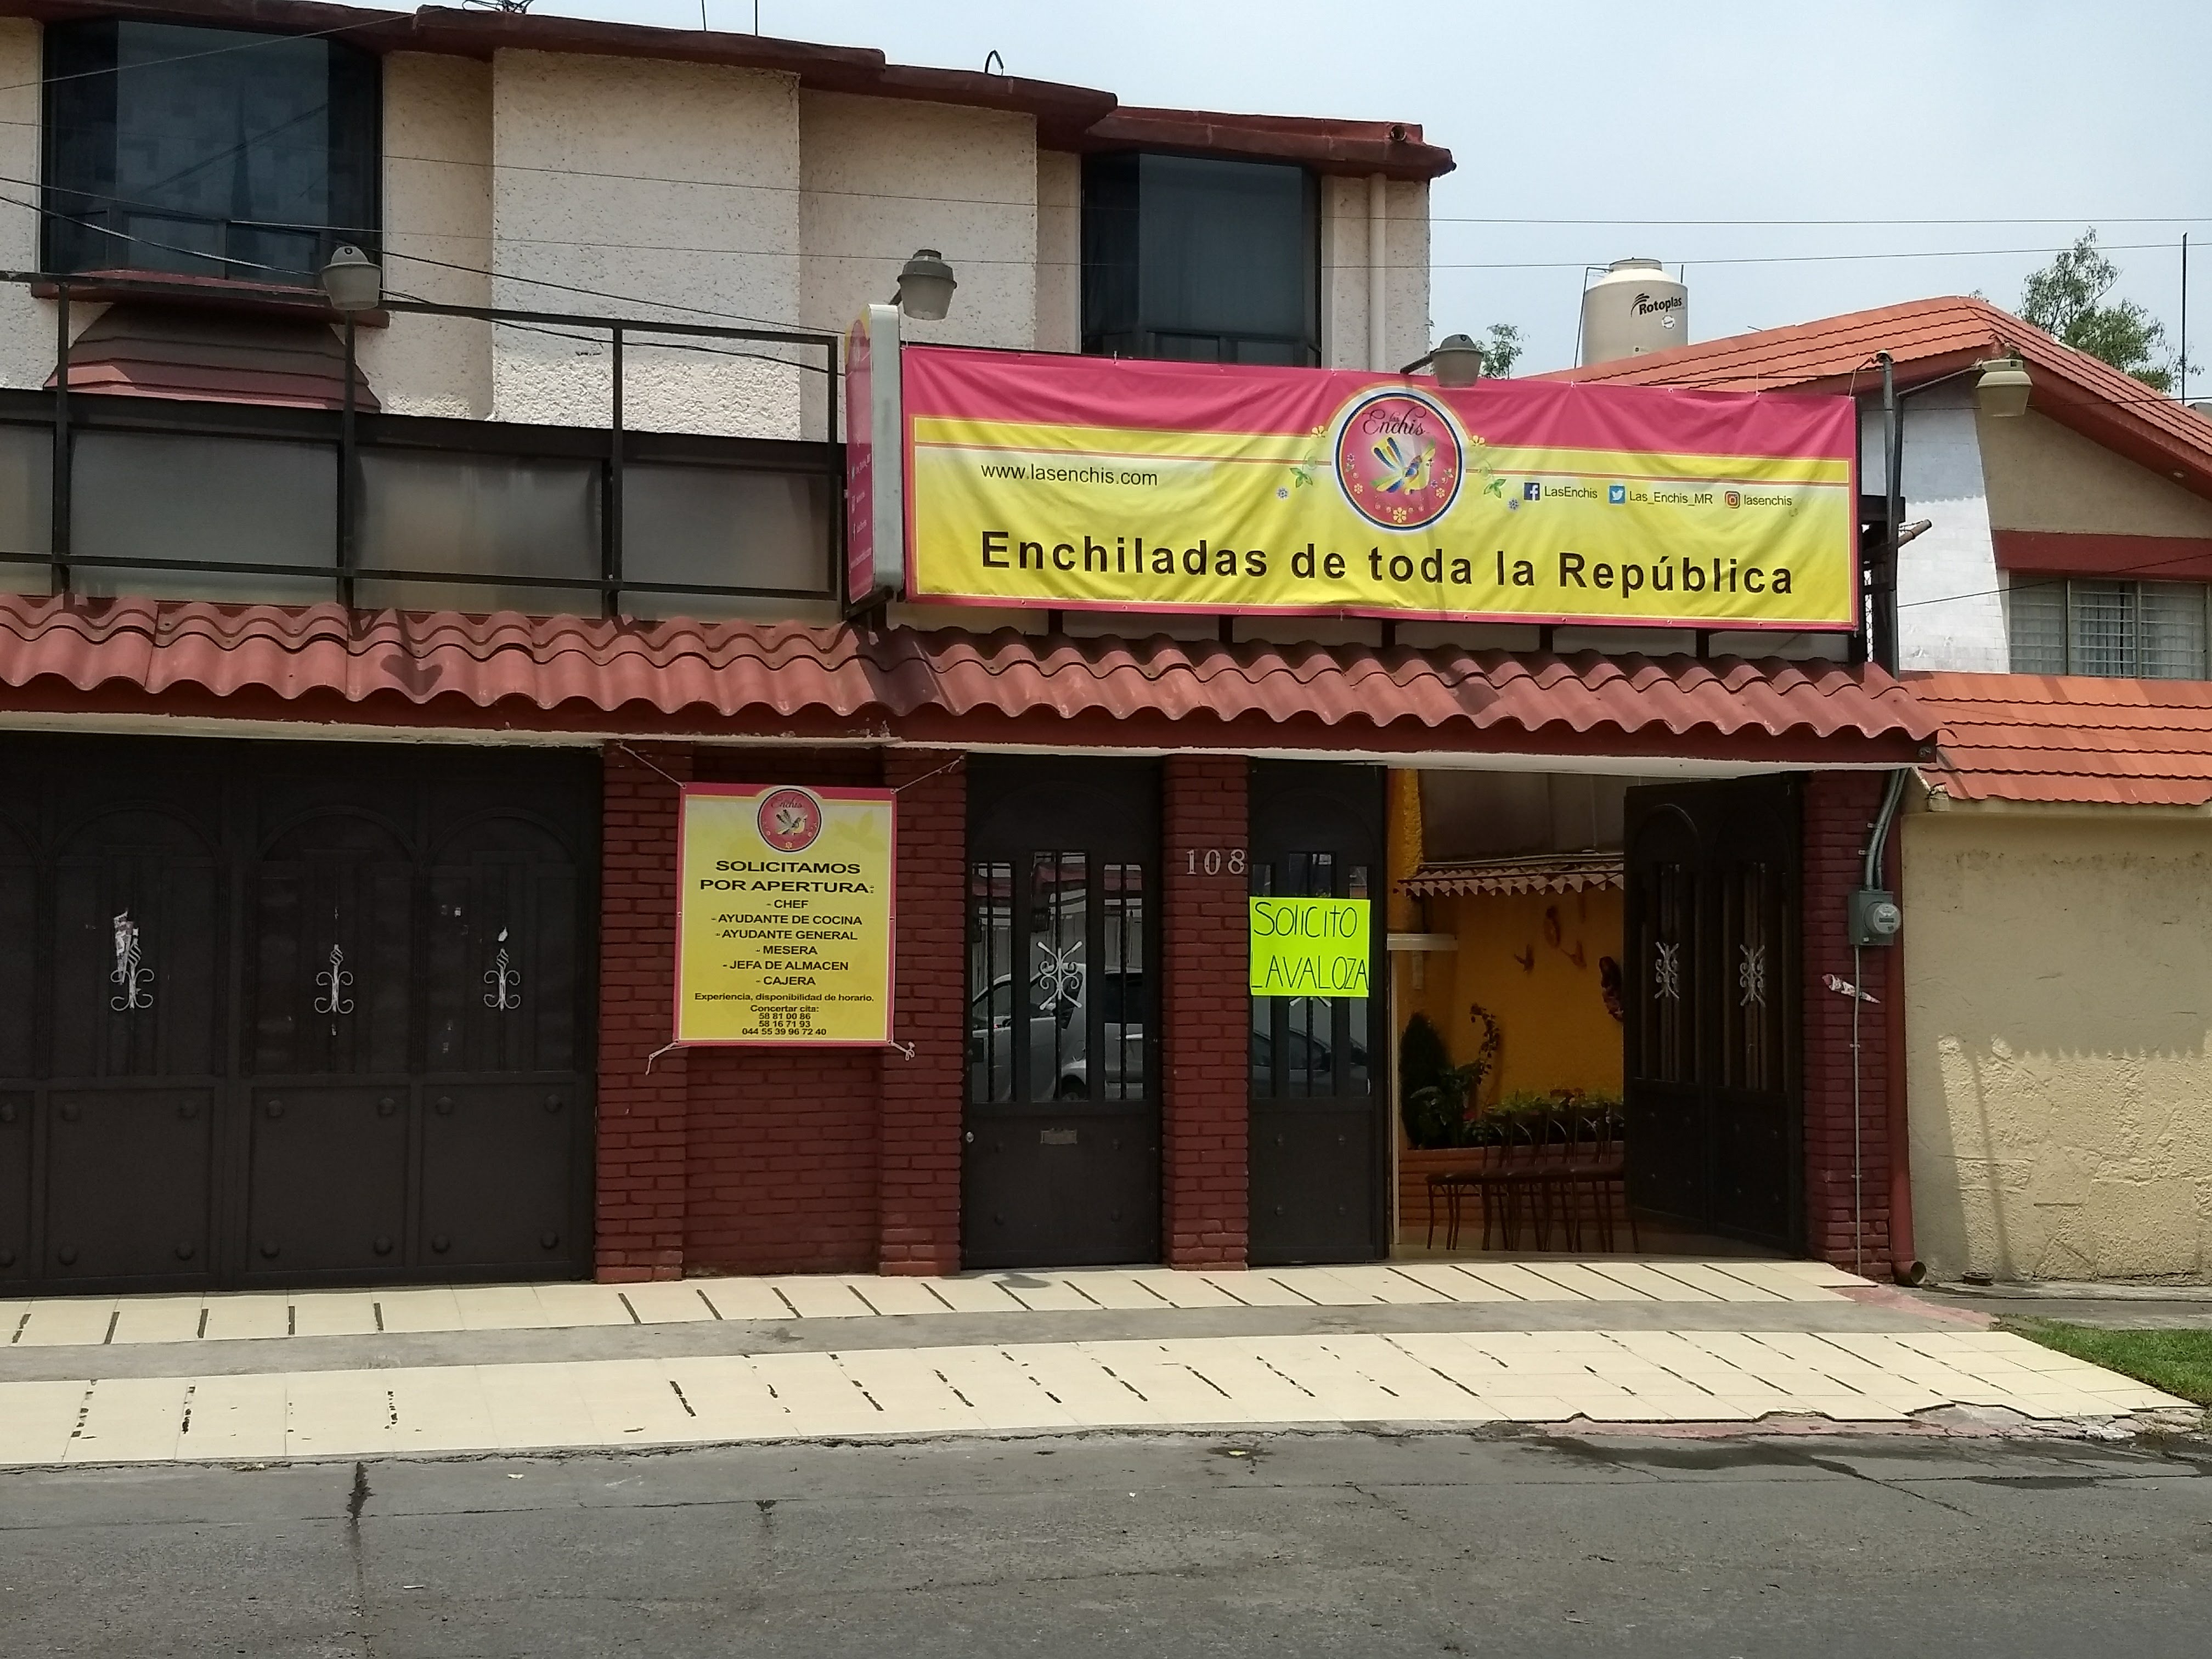 Rotoplas
las
Enchis
www.lasenchis.com
LasEnchis Las_Enchis_MR lasenchis
Enchiladas de toda la República
Enchis
SOLICITAMOS
POR APERTURA:
- CHEF
- AYUDANTE DE COCINA
- AYUDANTE GENERAL
- MESERA
- JEFA DE ALMACEN
- CAJERA
Experiencia, disponibilidad de horario.
Concertar cita:
58 81 00 86
58 16 71 93
044 55 39 96 72 40
108
SOLICITO
LAVALOZA